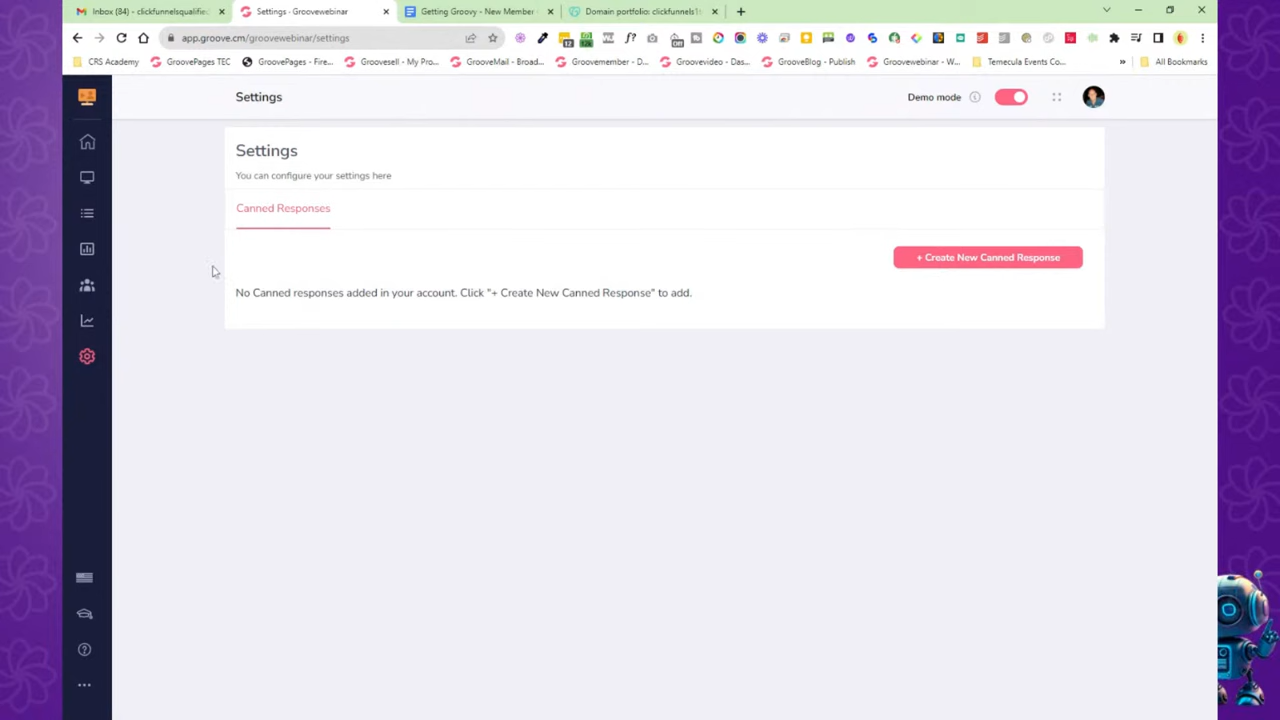 Inbox (84) - clickfunnelsqualifie
Settings - Groovewebinar
Getting Groovy - New Member
Domain portfolio: clickfunnels1
app.groove.cm/groovewebinar/settings
CRS Academy
GroovePages TEC
GroovePages - Fire...
Groovesell - My Pro...
GrooveMail - Broad...
Groovemember - D...
Groovevideo - Das...
GrooveBlog - Publish
Groovewebinar - W...
Temecula Events Co...
»
All Bookmarks
Settings
Demo mode
Settings
You can configure your settings here
Canned Responses
+ Create New Canned Response
No Canned responses added in your account. Click "+ Create New Canned Response" to add.